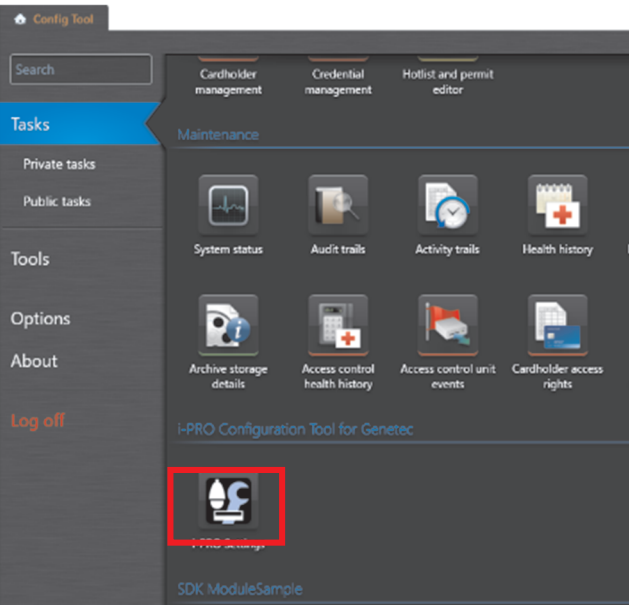 Config Tool
Search
Cardholder
management
Credential
management
Hotlist and permit
editor
Tasks
Maintenance
Private tasks
Public tasks
System status
Audit trails
Activity trails
Health history
Tools
Options
Archive storage
details
Access control
health history
Access control unit
events
Cardholder access
rights
About
Log off
i-PRO Configuration Tool for Genetec
i-PRO Settings
SDK ModuleSample